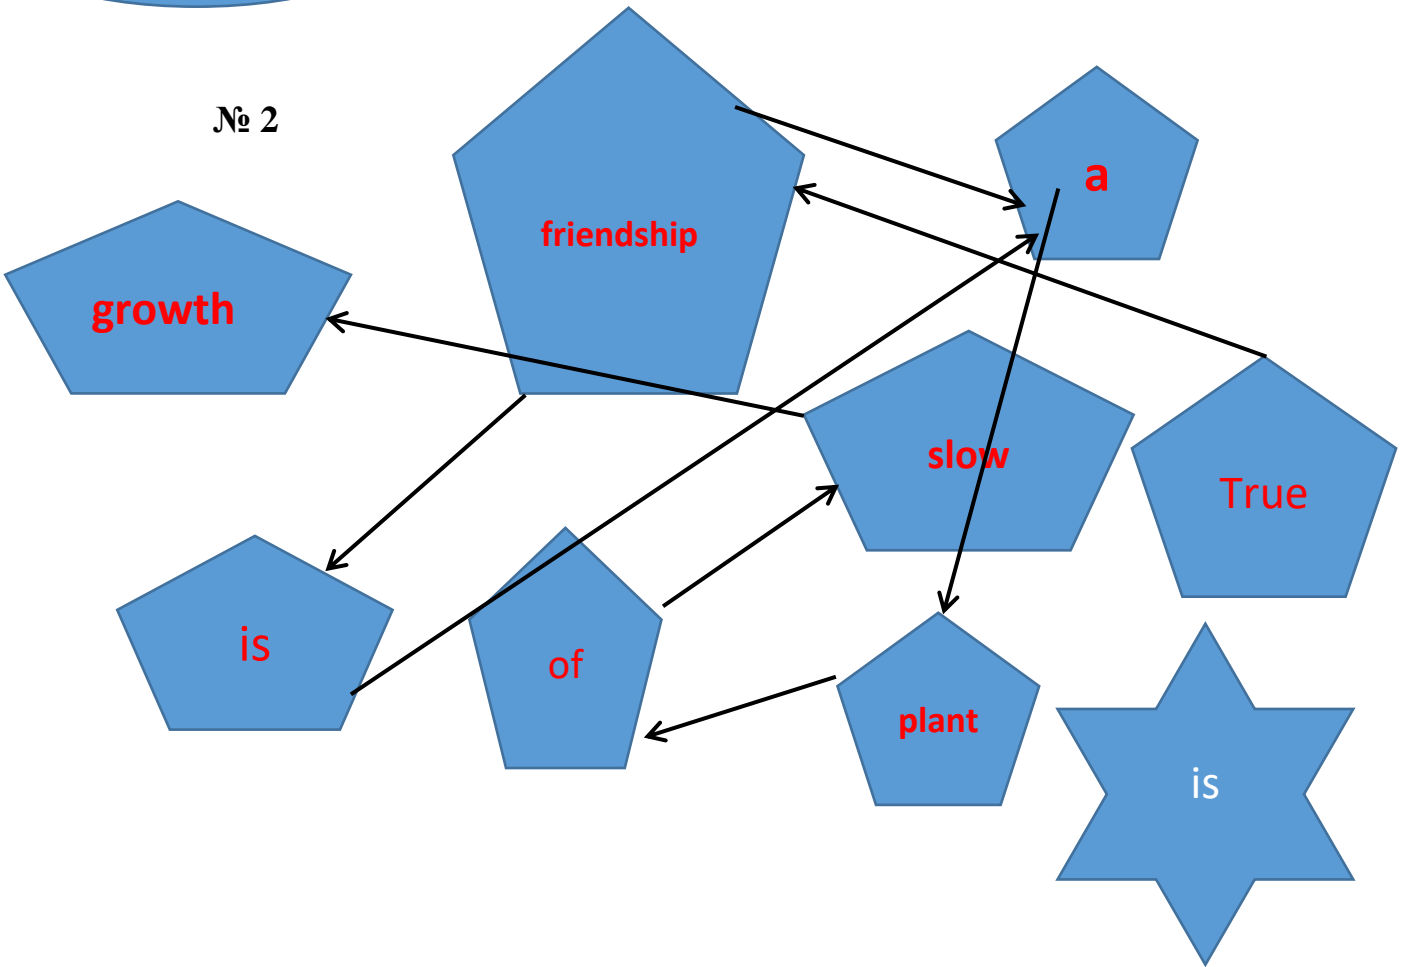 № 2
friendship
a
growth
slow
True
is
of
plant
is